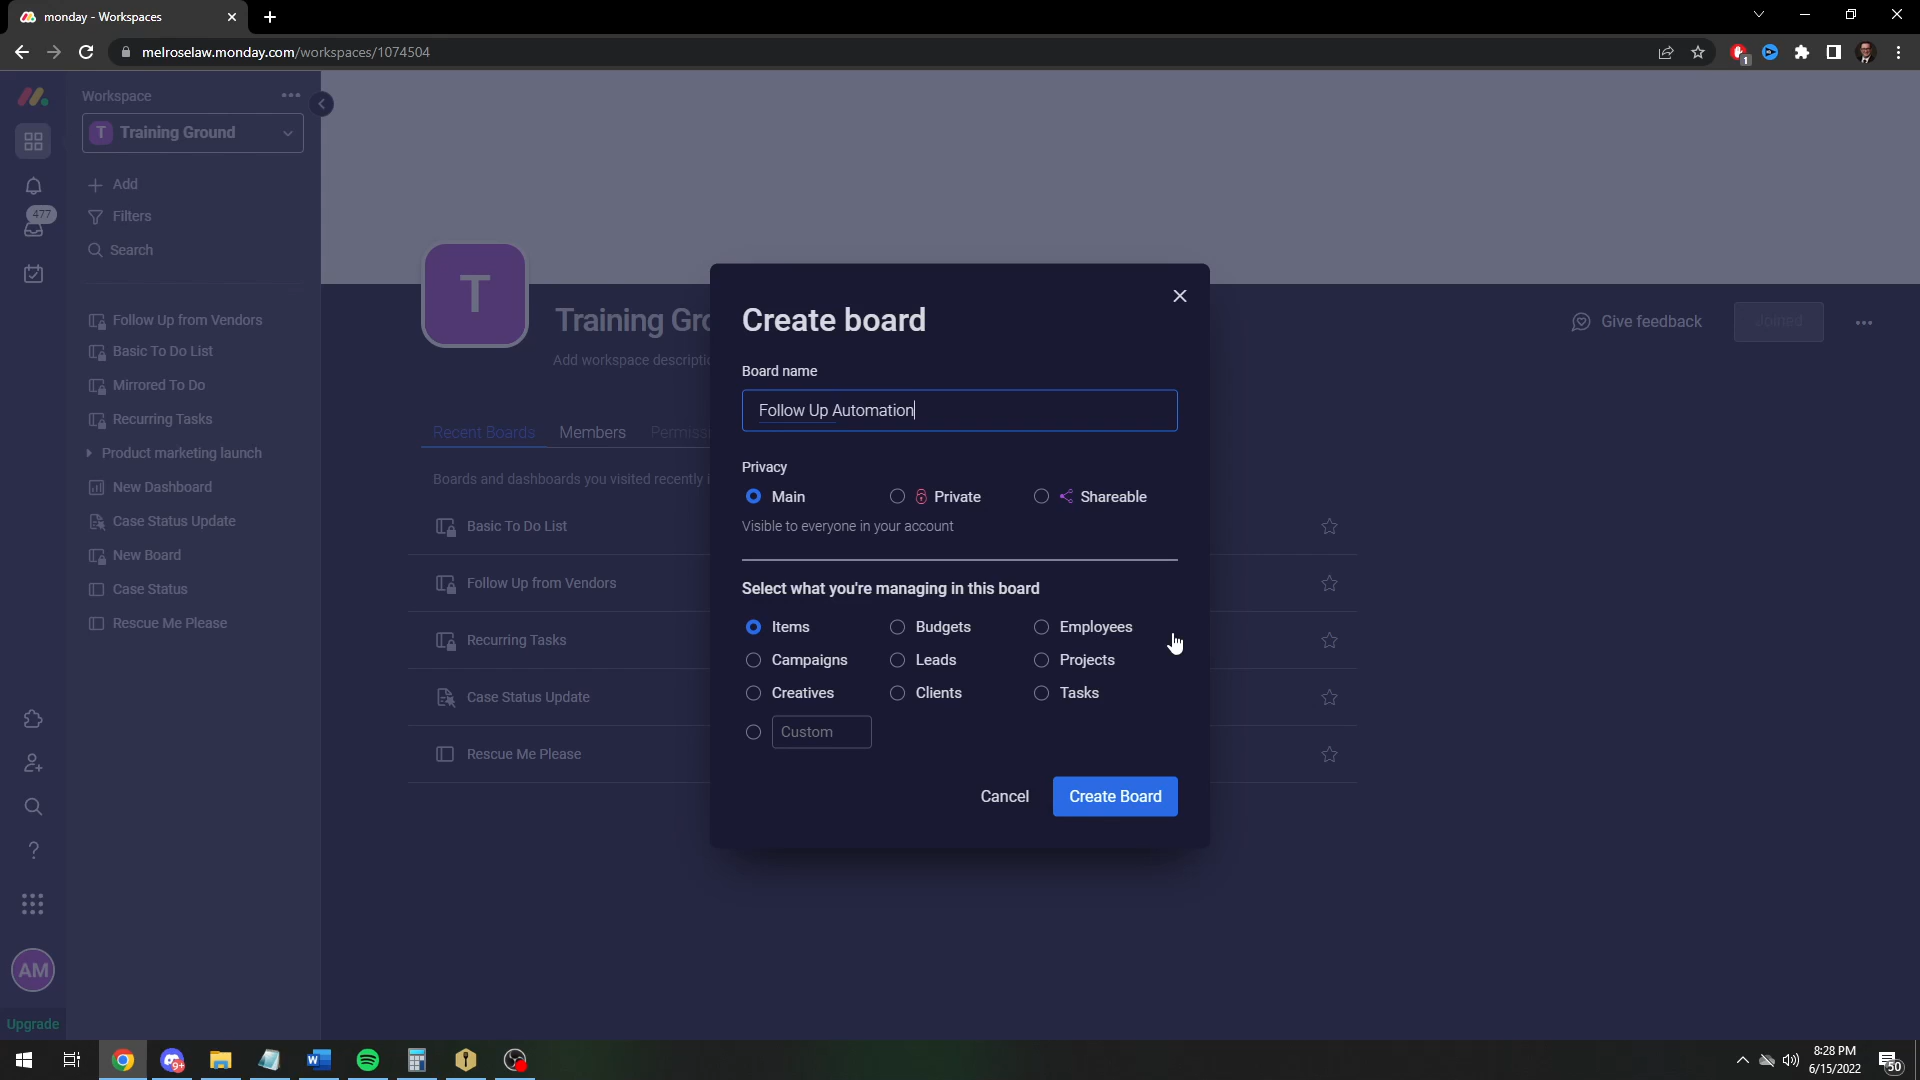 monday - Workspaces
melroselaw.monday.com/workspaces/1074504
1
Workspace
T Training Ground
Add
Filters
477
Search
Follow Up from Vendors
Basic To Do List
Mirrored To Do
Recurring Tasks
Product marketing launch
New Dashboard
Case Status Update
New Board
Case Status
Rescue Me Please
AM
Upgrade
T
Training Gro
Add workspace descriptio
Give feedback
Joined
Recent Boards Members Permiss
Boards and dashboards you visited recently i
Basic To Do List
Follow Up from Vendors
Recurring Tasks
Case Status Update
Rescue Me Please
Create board
Board name
Follow Up Automation
Privacy
Main Private Shareable
Visible to everyone in your account
Select what you're managing in this board
Items Budgets Employees
Campaigns Leads Projects
Creatives Clients Tasks
Custom
Cancel Create Board
9+
8:28 PM
6/15/2022
50